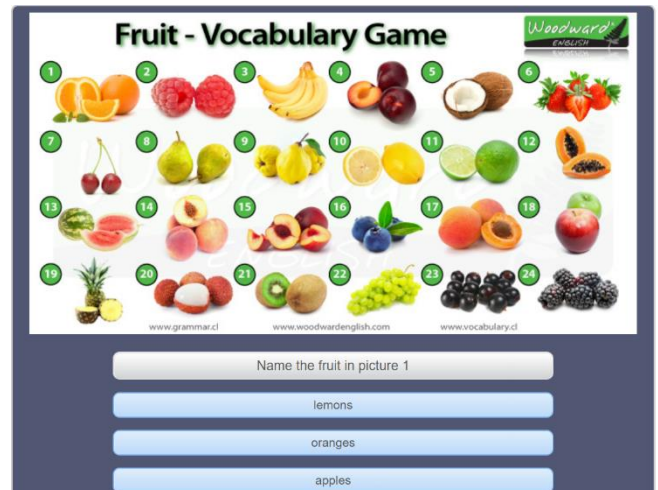 Fruit - Vocabulary Game
Woodward®
ENGLISH
1 2 3 4 5 6
7 8 9 10 11 12
13 14 15 16 17 18
19 20 21 22 23 24
www.grammar.cl www.woodwardenglish.com www.vocabulary.cl
Name the fruit in picture 1
lemons
oranges
apples